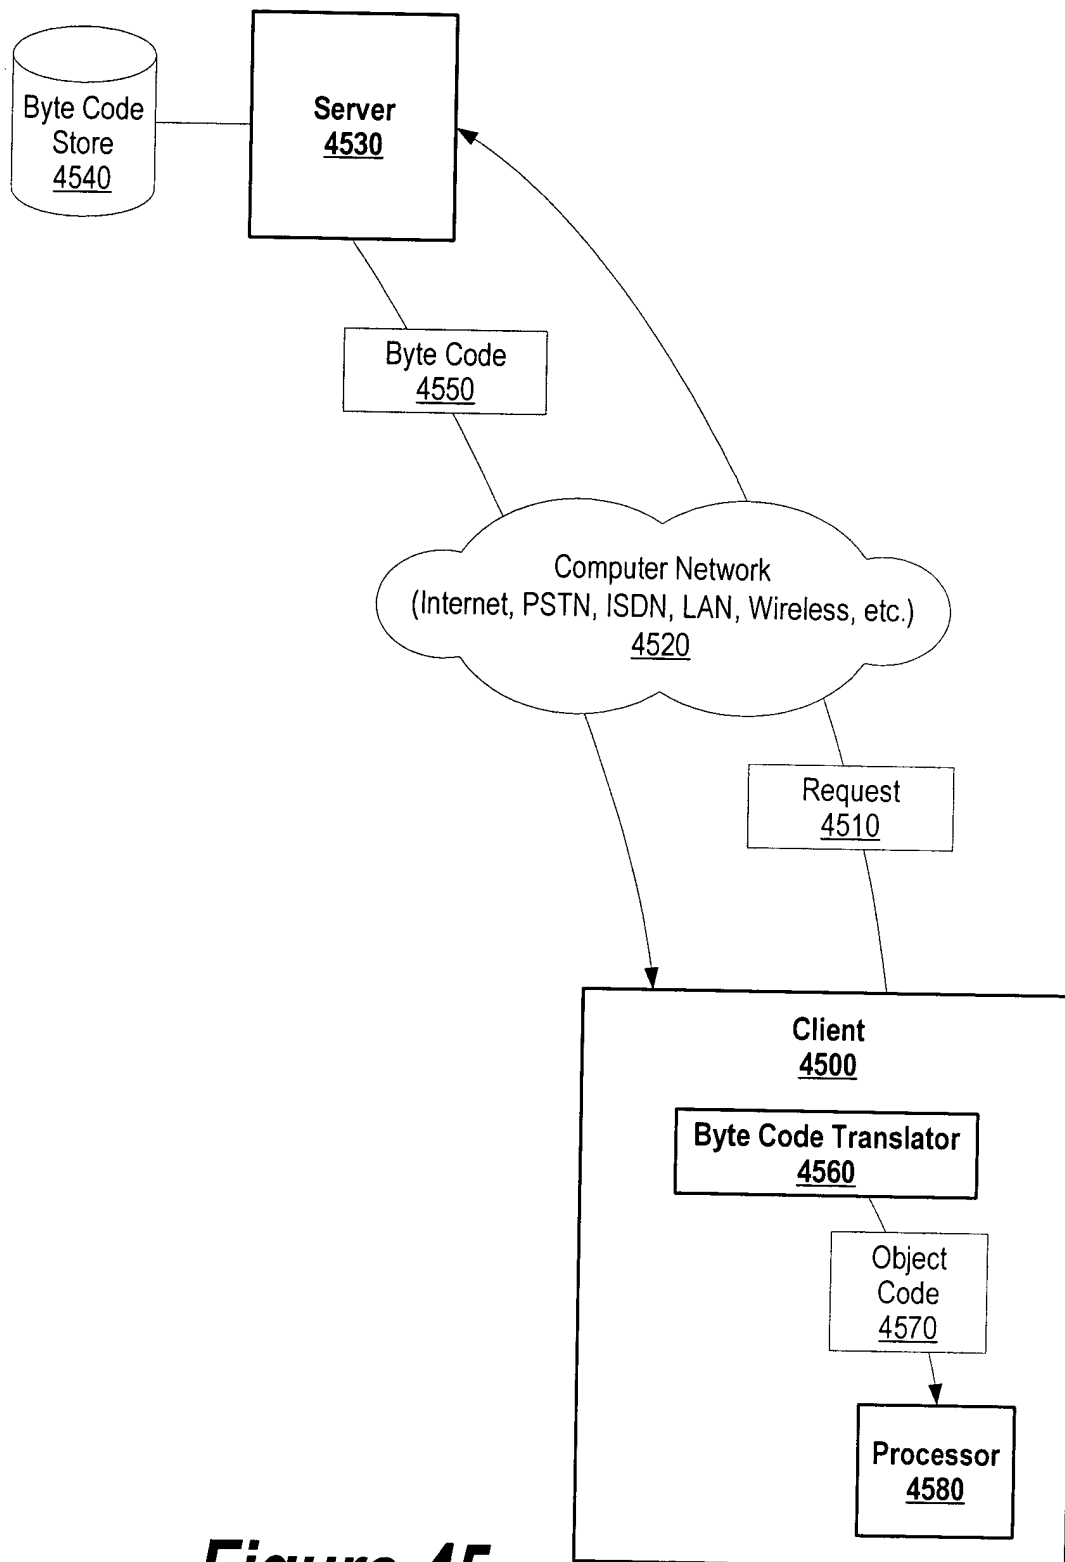 Byte Code
Store
4540
Server
4530
Byte Code
4550
Computer Network
(Internet, PSTN, ISDN, LAN, Wireless, etc.)
4520
Request
4510
Client
4500
Byte Code Translator
4560
Object
Code
4570
Processor
4580
Figure 45